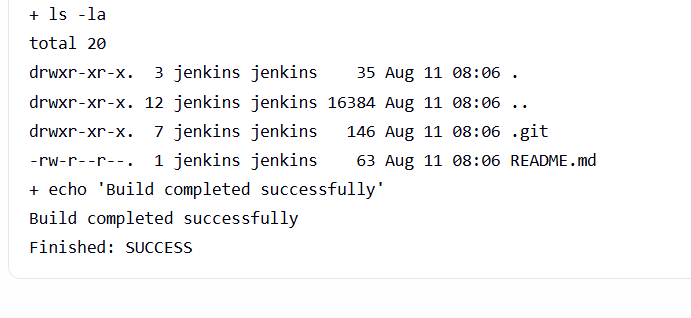 + ls -la
total 20
drwxr-xr-x.  3 jenkins jenkins    35 Aug 11 08:06 .
drwxr-xr-x. 12 jenkins jenkins 16384 Aug 11 08:06 ..
drwxr-xr-x.  7 jenkins jenkins   146 Aug 11 08:06 .git
-rw-r--r--.  1 jenkins jenkins    63 Aug 11 08:06 README.md
+ echo 'Build completed successfully'
Build completed successfully
Finished: SUCCESS